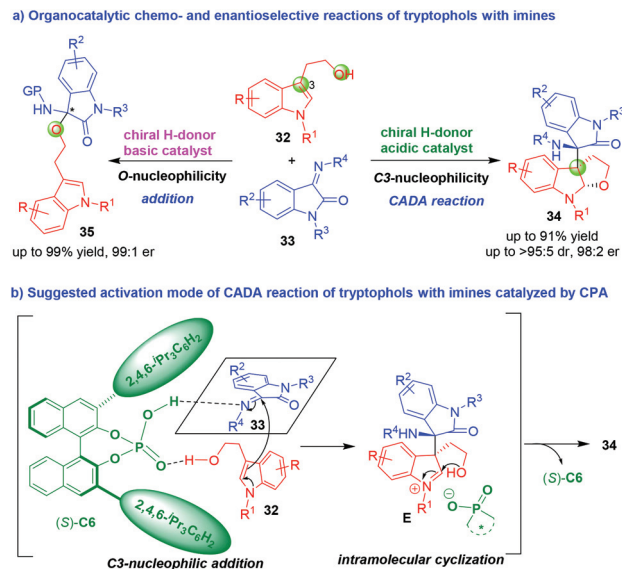 a) Organocatalytic chemo- and enantioselective reactions of tryptophols with imines
R²
GP
HN
*
N-R³
O
O
R
N-R¹
35
up to 99% yield, 99:1 er
chiral H-donor
basic catalyst
O-nucleophilicity
addition
OH
3
R
N
R¹
32
+
N-R⁴
R²
O
N
R³
33
chiral H-donor
acidic catalyst
C3-nucleophilicity
CADA reaction
R²
N-R³
R⁴-NH
O
R
N
O
R¹
34
up to 91% yield
up to >95:5 dr, 98:2 er
b) Suggested activation mode of CADA reaction of tryptophols with imines catalyzed by CPA
2,4,6-ⁱPr₃C₆H₂
O
H
O
P
O
O
2,4,6-ⁱPr₃C₆H₂
(S)-C6
R²
N
R³
N
O
R⁴
33
H
O
R
N
R¹
32
C3-nucleophilic addition
R²
N-R³
R⁴HN
O
R
N
⊕
HO
R¹
E
⊖
O
O
P
*
intramolecular cyclization
(S)-C6
34